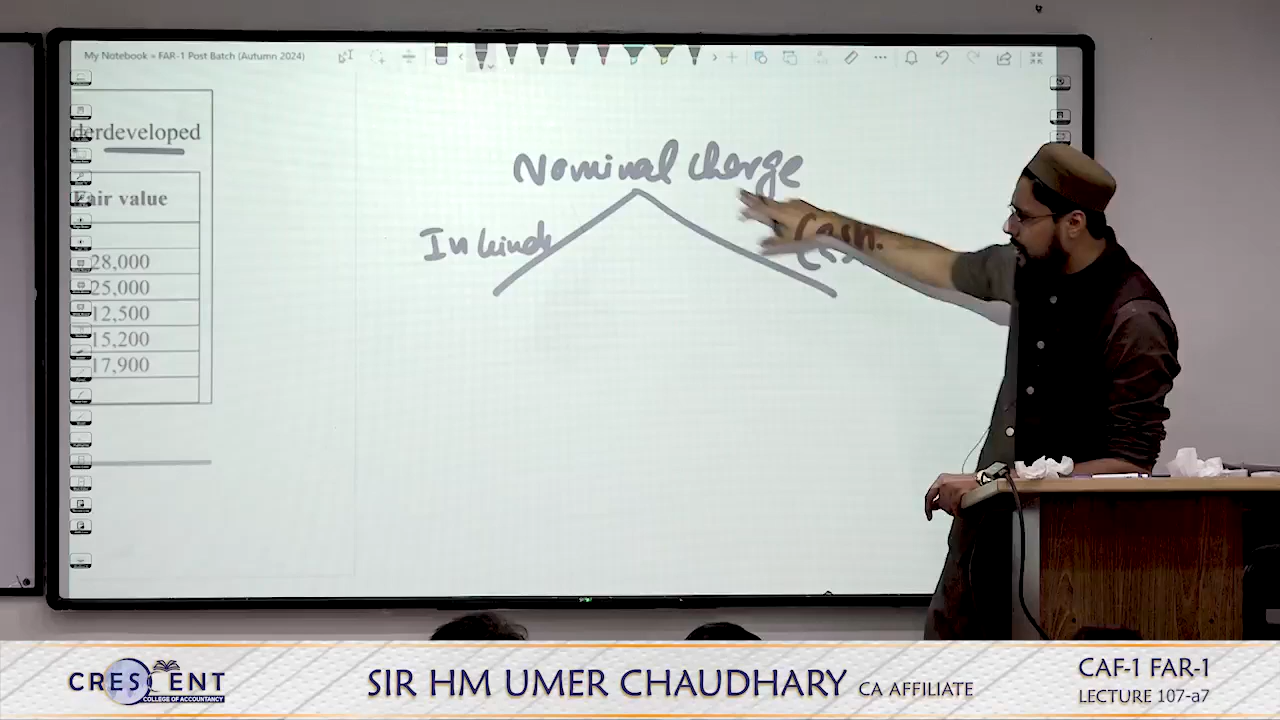 My Notebook » FAR-1 Post Batch (Autumn 2024)
derdeveloped
Fair value
28,000
25,000
12,500
15,200
17,900
Nominal charge
In kind
Cash.
CRESCENT
COLLEGE OF ACCOUNTANCY
SIR HM UMER CHAUDHARY CA AFFILIATE
CAF-1 FAR-1
LECTURE 107-a7